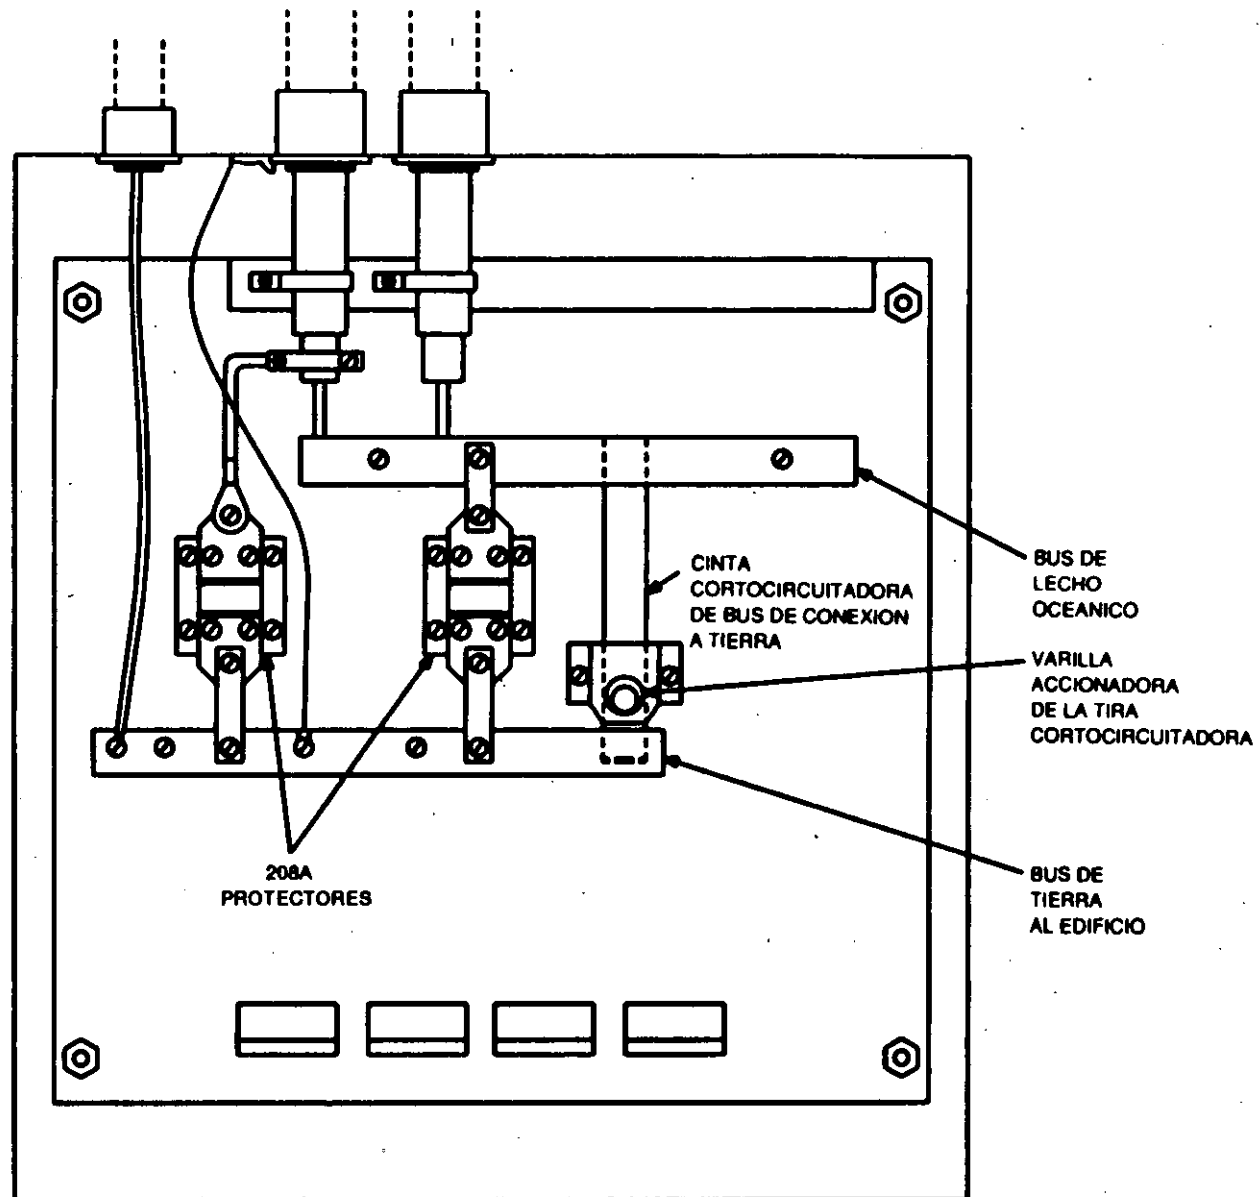 CINTA
CORTOCIRCUITADORA
DE BUS DE CONEXION
A TIERRA
BUS DE
LECHO
OCEANICO
VARILLA
ACCIONADORA
DE LA TIRA
CORTOCIRCUITADORA
208A
PROTECTORES
BUS DE
TIERRA
AL EDIFICIO